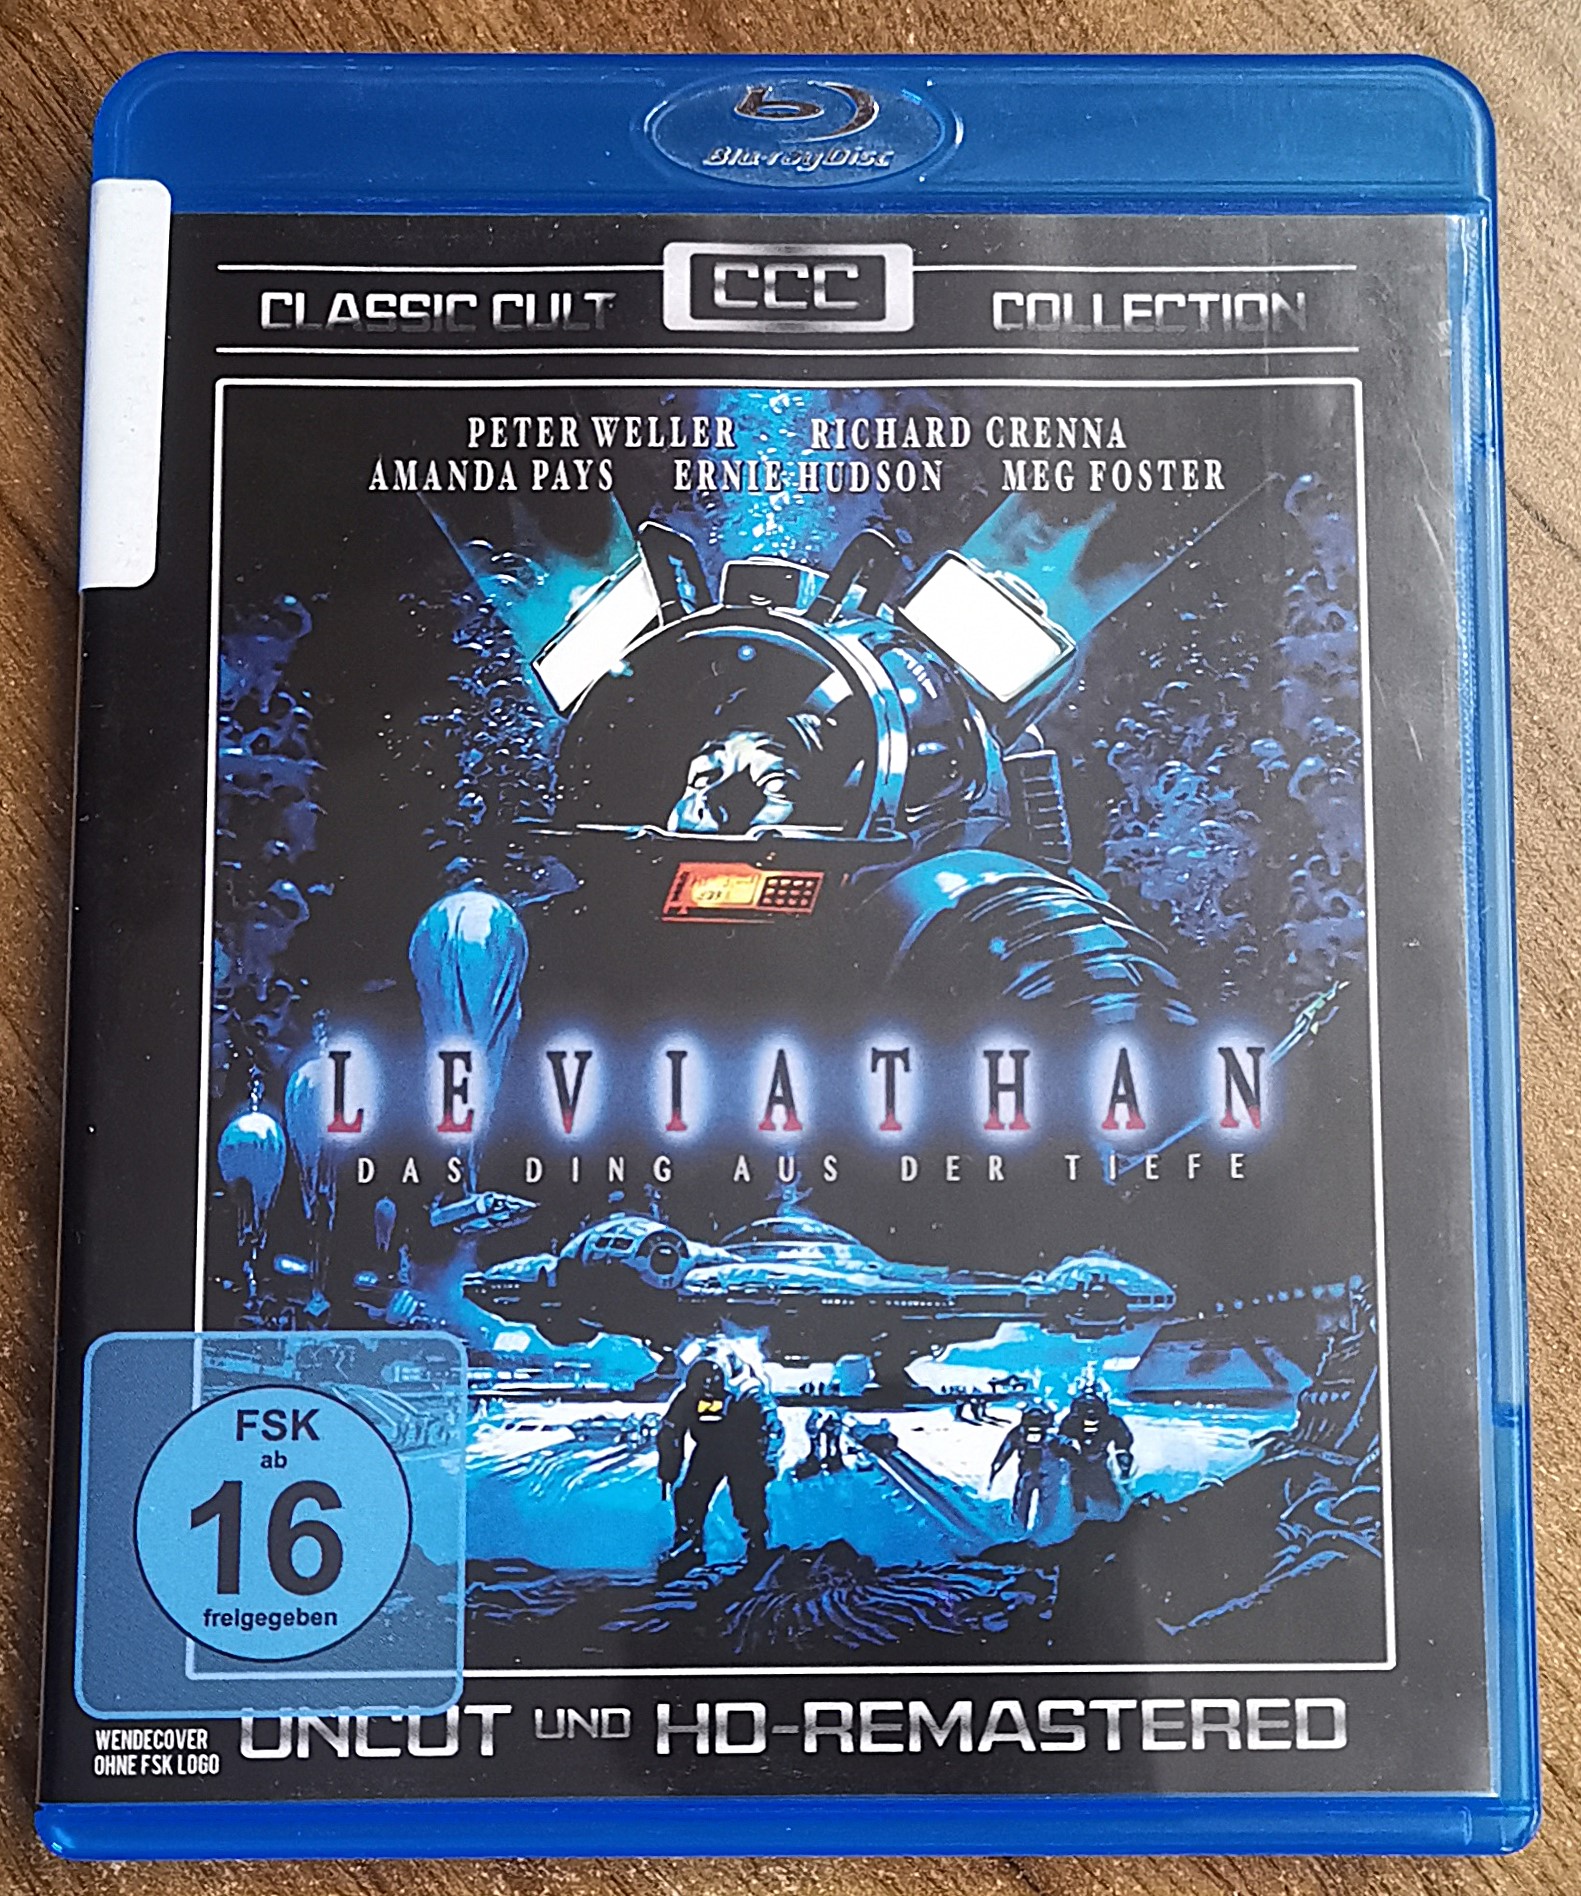 Blu-ray Disc
CCC
CLASSIC CULT COLLECTION
PETER WELLER RICHARD CRENNA
AMANDA PAYS ERNIE HUDSON MEG FOSTER
LEVIATHAN
DAS DING AUS DER TIEFE
FSK
ab
16
freigegeben
UNCUT UND HD-REMASTERED
WENDECOVER
OHNE FSK LOGO